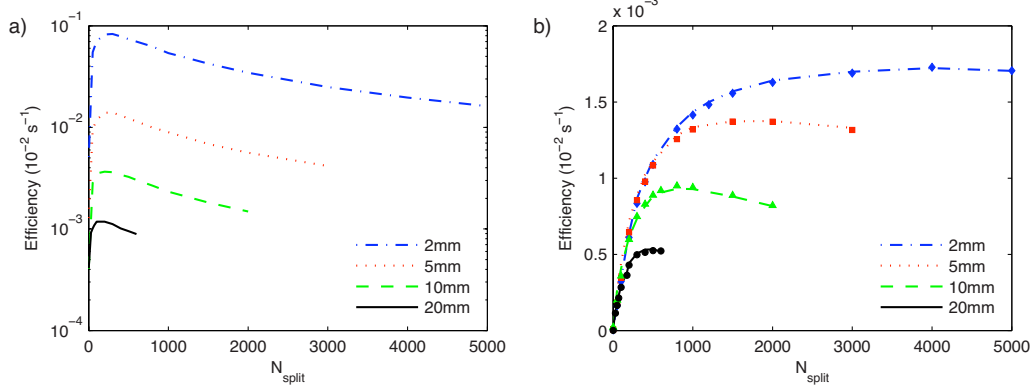 a)
Efficiency (10⁻² s⁻¹)
10⁻¹
10⁻²
10⁻³
10⁻⁴
0 1000 2000 3000 4000 5000
N_split
2mm
5mm
10mm
20mm
b)
x 10⁻³
Efficiency (10⁻² s⁻¹)
2
1.5
1
0.5
0
0 1000 2000 3000 4000 5000
N_split
2mm
5mm
10mm
20mm